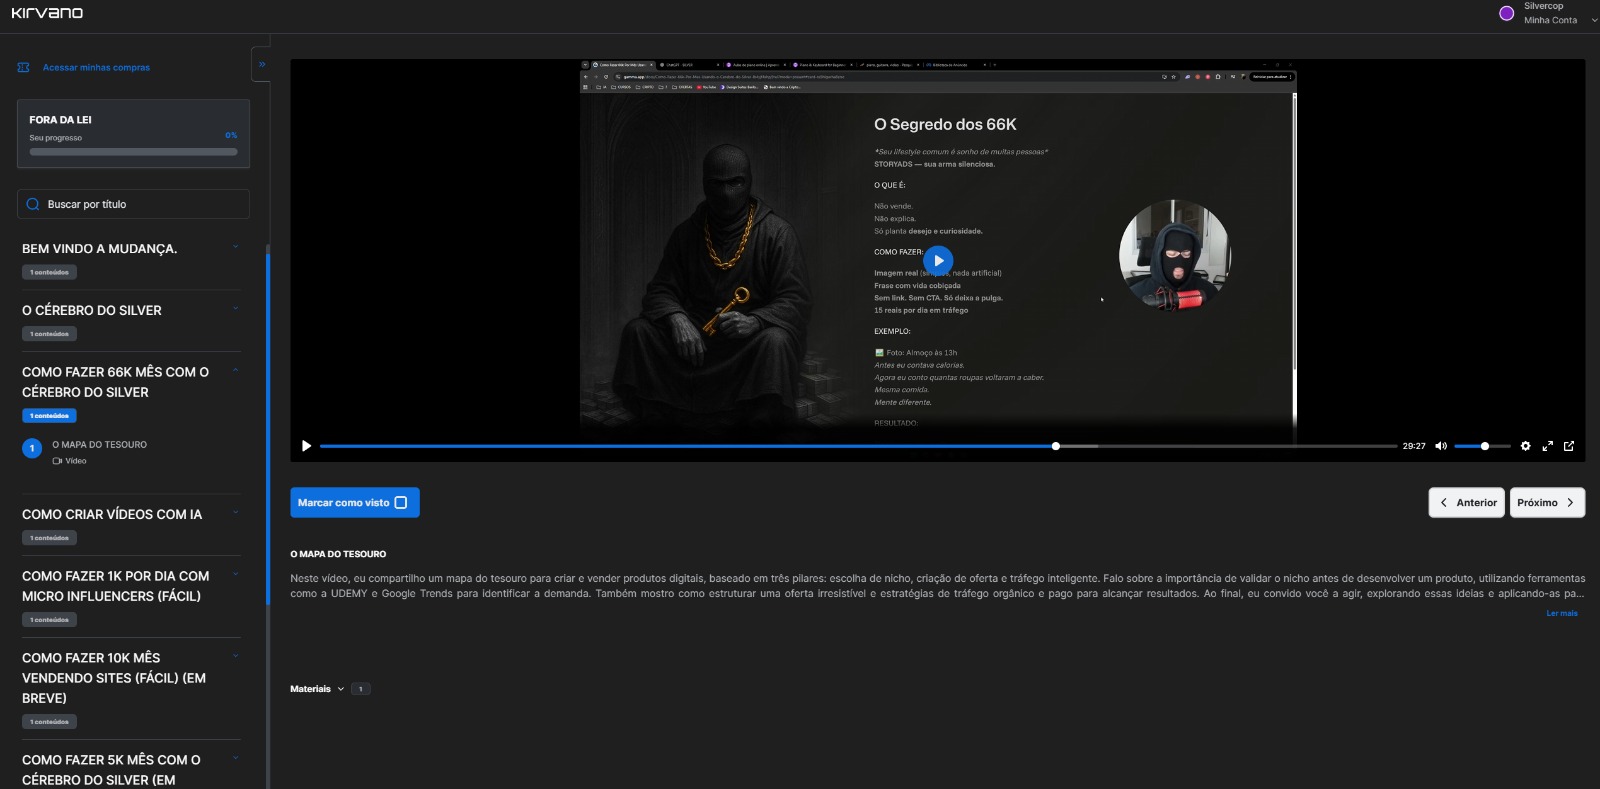 KIRVANO
Silvercop
Minha Conta
Acessar minhas compras
FORA DA LEI
Seu progresso
0%
Buscar por título
BEM VINDO A MUDANÇA.
1 conteúdos
O CÉREBRO DO SILVER
1 conteúdos
COMO FAZER 66K MÊS COM O
CÉREBRO DO SILVER
1 conteúdos
1
O MAPA DO TESOURO
Vídeo
COMO CRIAR VÍDEOS COM IA
1 conteúdos
COMO FAZER 1K POR DIA COM
MICRO INFLUENCERS (FÁCIL)
1 conteúdos
COMO FAZER 10K MÊS
VENDENDO SITES (FÁCIL) (EM
BREVE)
1 conteúdos
COMO FAZER 5K MÊS COM O
CÉREBRO DO SILVER (EM
O Segredo dos 66K
"Seu lifestyle comum é sonho de muitas pessoas"
STORYADS — sua arma silenciosa.
O QUE É:
Não vende.
Não explica.
Só planta desejo e curiosidade.
COMO FAZER:
Imagem real nada artificial)
Frase com vida cobiçada
Sem link. Sem CTA. Só deixa a pulga.
15 reais por dia em tráfego
EXEMPLO:
Foto: Almoço às 13h
Antes eu contava calorias.
Agora eu conto quantas roupas voltaram a caber.
Mesma comida.
Mente diferente.
RESULTADO:
29:27
Marcar como visto
Anterior
Próximo
O MAPA DO TESOURO
Neste vídeo, eu compartilho um mapa do tesouro para criar e vender produtos digitais, baseado em três pilares: escolha de nicho, criação de oferta e tráfego inteligente. Falo sobre a importância de validar o nicho antes de desenvolver um produto, utilizando ferramentas
como a UDEMY e Google Trends para identificar a demanda. Também mostro como estruturar uma oferta irresistível e estratégias de tráfego orgânico e pago para alcançar resultados. Ao final, eu convido você a agir, explorando essas ideias e aplicando-as pa...
Ler mais
Materiais
1